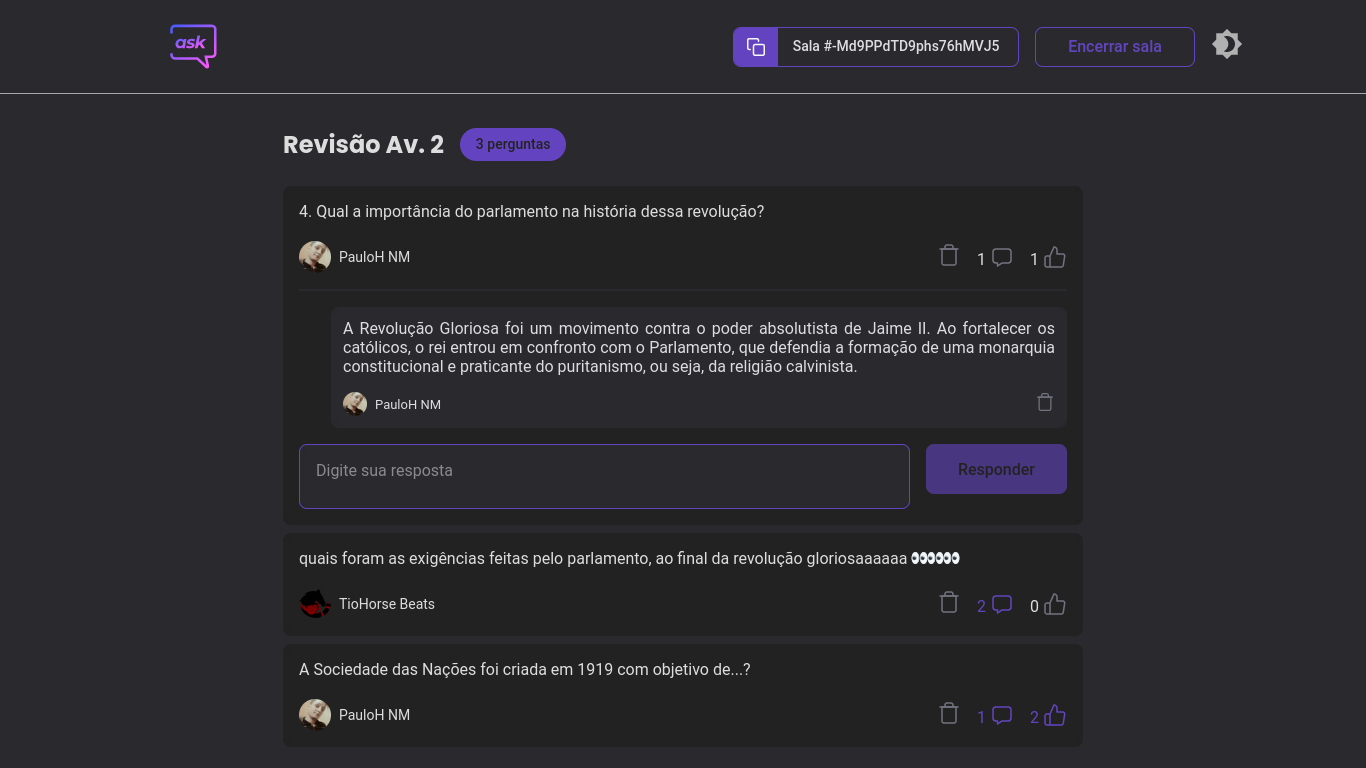 ask
Sala #-Md9PPdTD9phs76hMVJ5
Encerrar sala
Revisão Av. 2
3 perguntas
4. Qual a importância do parlamento na história dessa revolução?
PauloH NM
1
1
A Revolução Gloriosa foi um movimento contra o poder absolutista de Jaime II. Ao fortalecer os
católicos, o rei entrou em confronto com o Parlamento, que defendia a formação de uma monarquia
constitucional e praticante do puritanismo, ou seja, da religião calvinista.
PauloH NM
Digite sua resposta
Responder
quais foram as exigências feitas pelo parlamento, ao final da revolução gloriosaaaaaa 👀👀👀
TioHorse Beats
2
0
A Sociedade das Nações foi criada em 1919 com objetivo de...?
PauloH NM
1
2